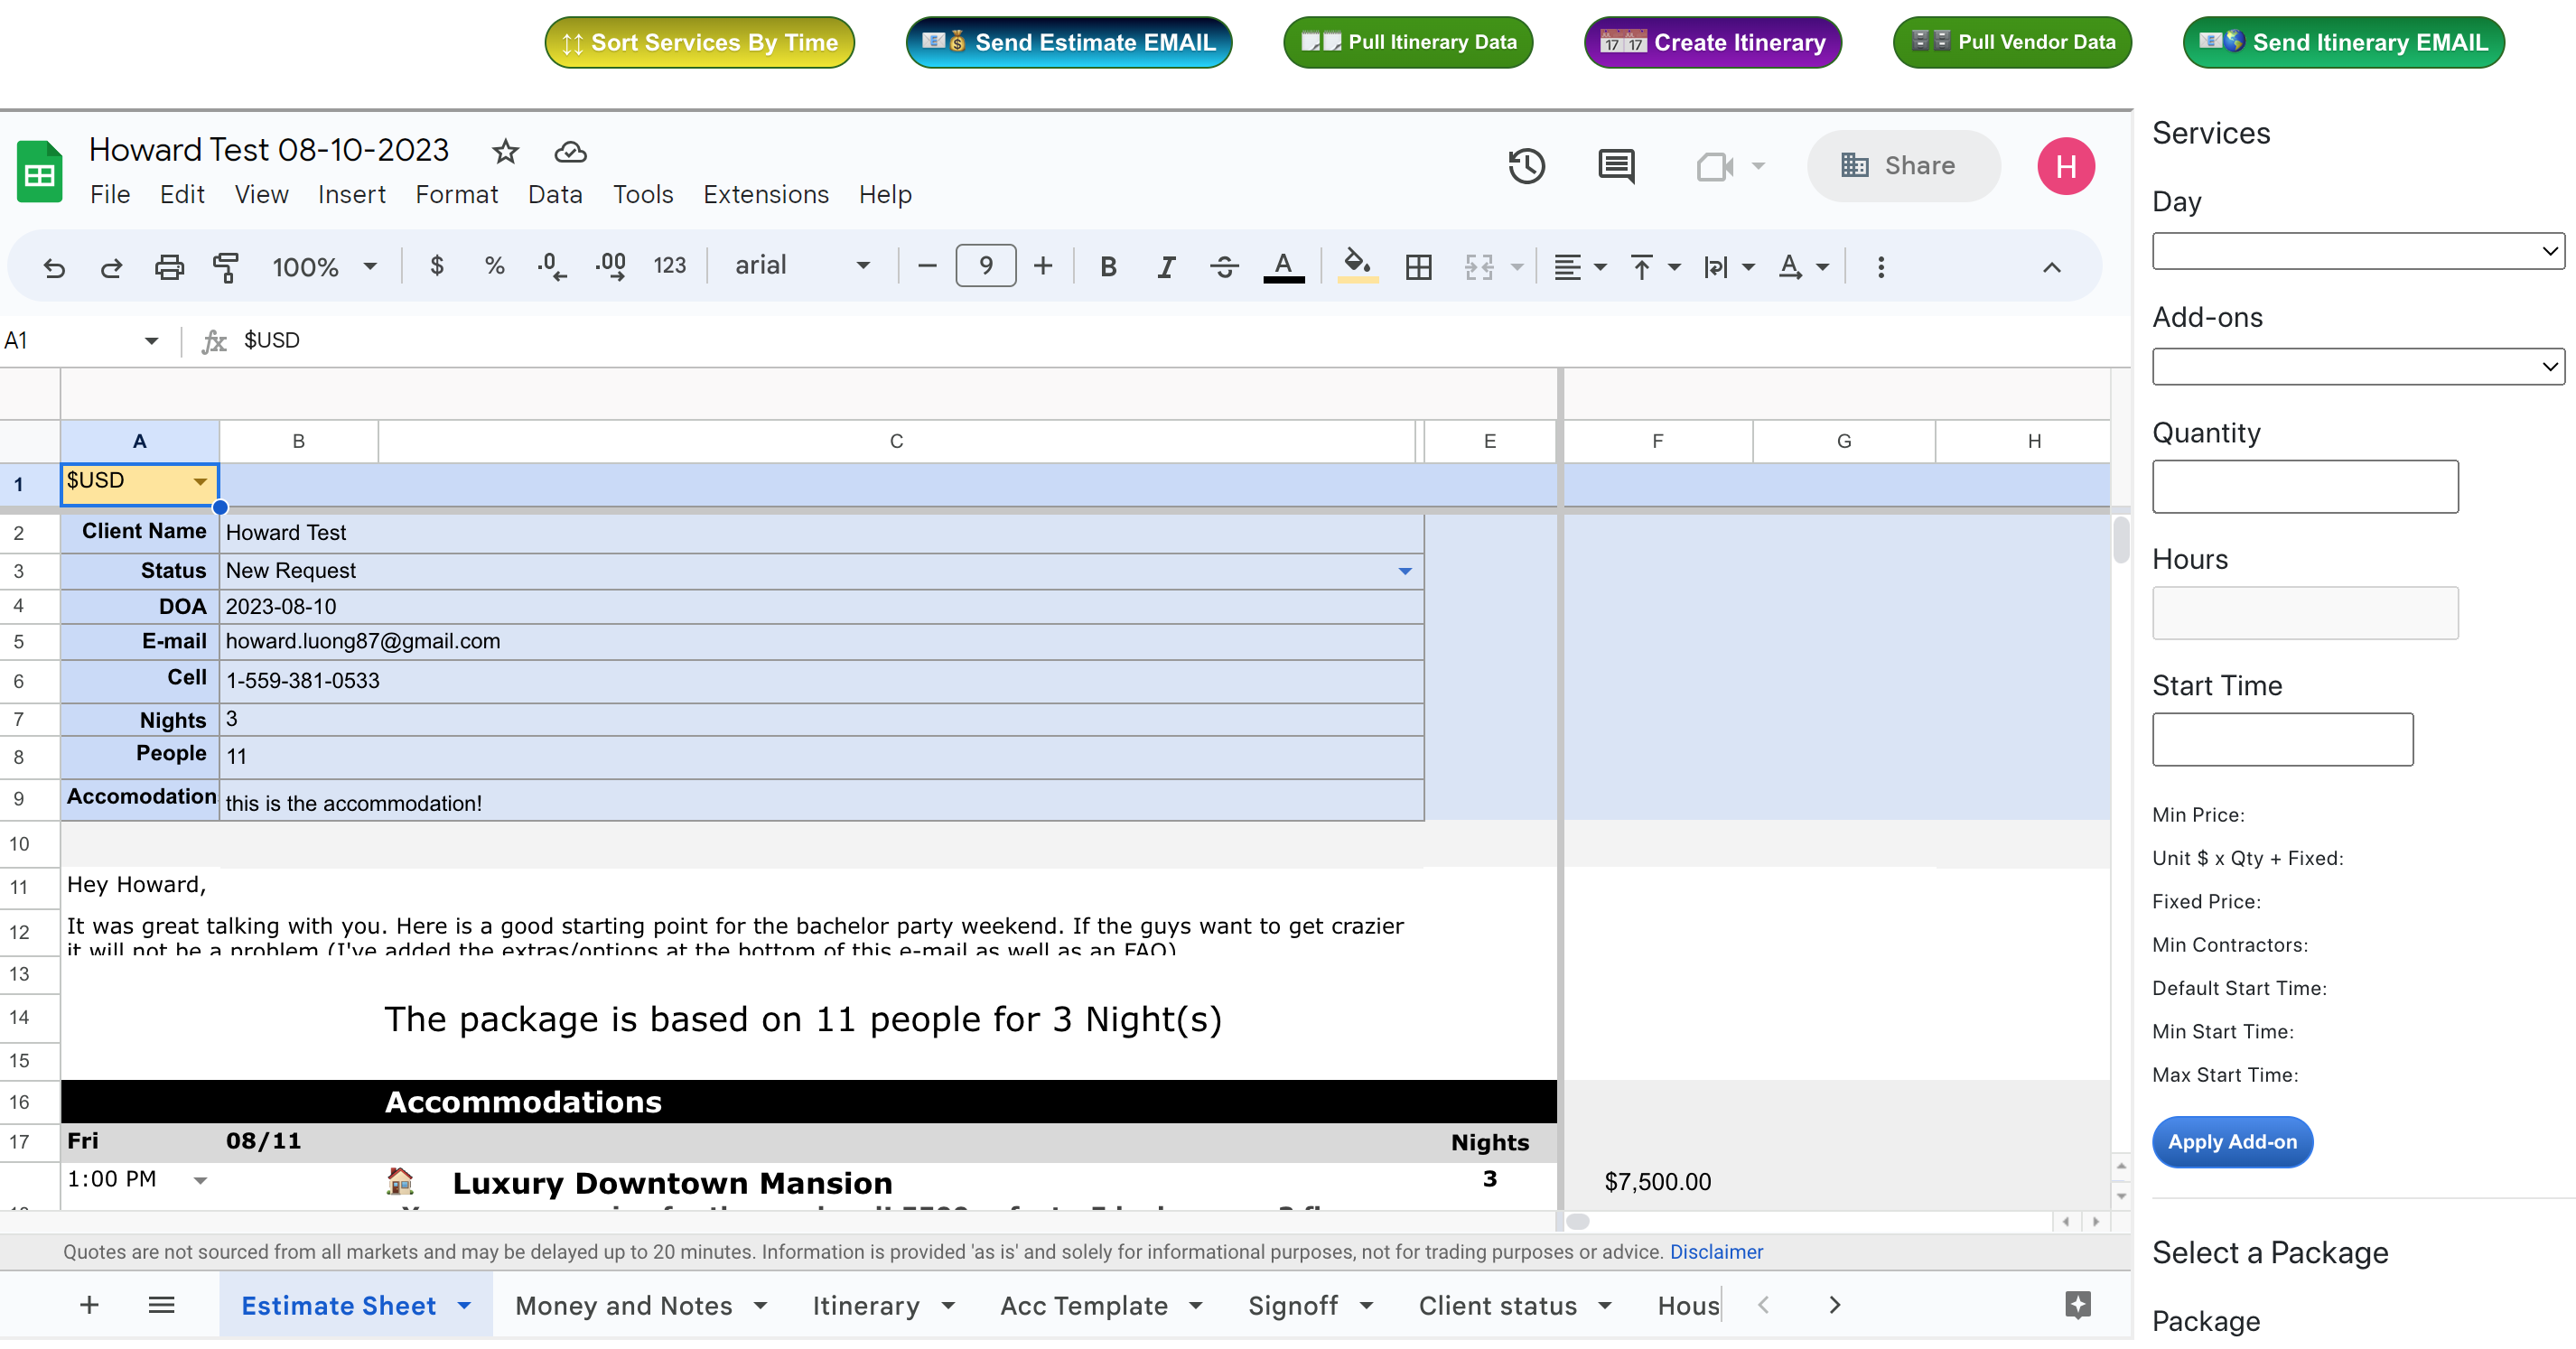 Sort Services By Time
Send Estimate EMAIL
Pull Itinerary Data
17 17 Create Itinerary
Pull Vendor Data
Send Itinerary EMAIL
Howard Test 08-10-2023
File Edit View Insert Format Data Tools Extensions Help
Share
H
100% $ % .0 .00 123 arial 9 B I A A
A1 fx $USD
A B C E F G H
1 $USD
2 Client Name Howard Test
3 Status New Request
4 DOA 2023-08-10
5 E-mail howard.luong87@gmail.com
6 Cell 1-559-381-0533
7 Nights 3
8 People 11
9 Accomodation this is the accommodation!
10
11 Hey Howard,
12 It was great talking with you. Here is a good starting point for the bachelor party weekend. If the guys want to get crazier
it will not be a problem (I've added the extras/options at the bottom of this e-mail as well as an FAQ)
13
14 The package is based on 11 people for 3 Night(s)
15
16 Accommodations
17 Fri 08/11 Nights
1:00 PM Luxury Downtown Mansion 3 $7,500.00
Quotes are not sourced from all markets and may be delayed up to 20 minutes. Information is provided 'as is' and solely for informational purposes, not for trading purposes or advice. Disclaimer
Estimate Sheet Money and Notes Itinerary Acc Template Signoff Client status Hous
Services
Day
Add-ons
Quantity
Hours
Start Time
Min Price:
Unit $ x Qty + Fixed:
Fixed Price:
Min Contractors:
Default Start Time:
Min Start Time:
Max Start Time:
Apply Add-on
Select a Package
Package